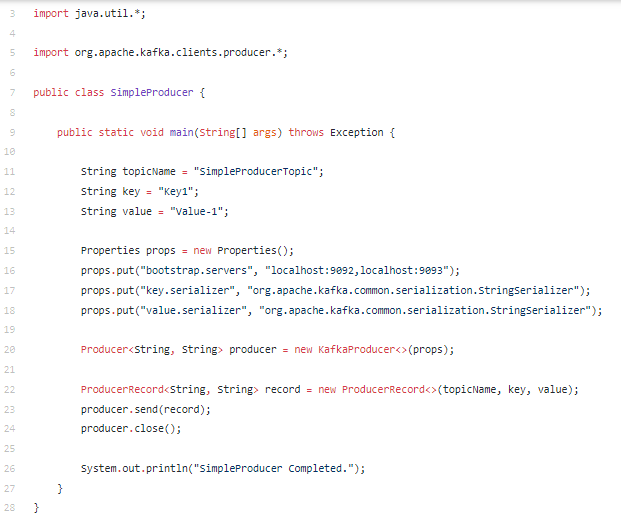 3 import java.util.*;
4
5 import org.apache.kafka.clients.producer.*;
6
7 public class SimpleProducer {
8
9 public static void main(String[] args) throws Exception {
10
11 String topicName = "SimpleProducerTopic";
12 String key = "Key1";
13 String value = "Value-1";
14
15 Properties props = new Properties();
16 props.put("bootstrap.servers", "localhost:9092,localhost:9093");
17 props.put("key.serializer", "org.apache.kafka.common.serialization.StringSerializer");
18 props.put("value.serializer", "org.apache.kafka.common.serialization.StringSerializer");
19
20 Producer<String, String> producer = new KafkaProducer<>(props);
21
22 ProducerRecord<String, String> record = new ProducerRecord<>(topicName, key, value);
23 producer.send(record);
24 producer.close();
25
26 System.out.println("SimpleProducer Completed.");
27 }
28 }